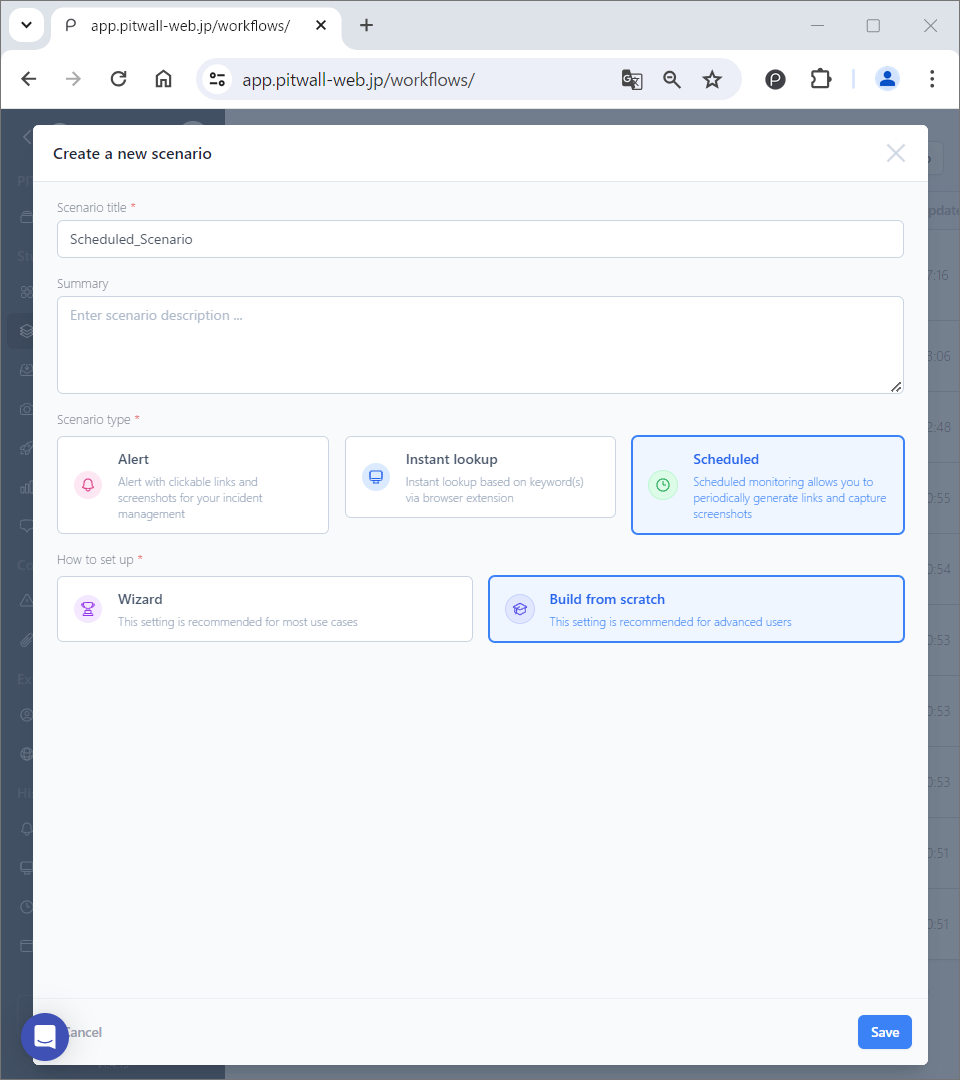 app.pitwall-web.jp/workflows/
app.pitwall-web.jp/workflows/
Create a new scenario
Scenario title *
Scheduled_Scenario
Summary
Enter scenario description ...
Scenario type *
Alert
Alert with clickable links and
screenshots for your incident
management
Instant lookup
Instant lookup based on keyword(s)
via browser extension
Scheduled
Scheduled monitoring allows you to
periodically generate links and capture
screenshots
How to set up *
Wizard
This setting is recommended for most use cases
Build from scratch
This setting is recommended for advanced users
Cancel
Save